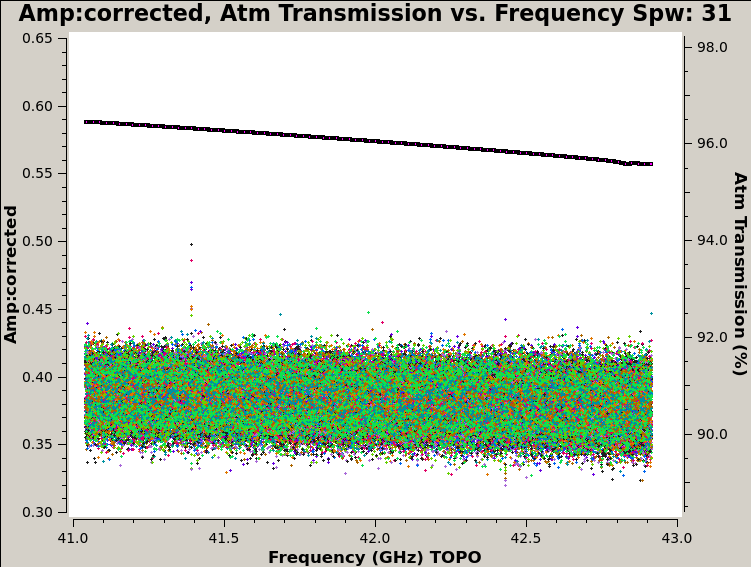 Amp:corrected, Atm Transmission vs. Frequency Spw: 31
0.65
0.60
0.55
0.50
0.45
0.40
0.35
0.30
Amp:corrected
98.0
96.0
94.0
92.0
90.0
Atm Transmission (%)
41.0 41.5 42.0 42.5 43.0
Frequency (GHz) TOPO